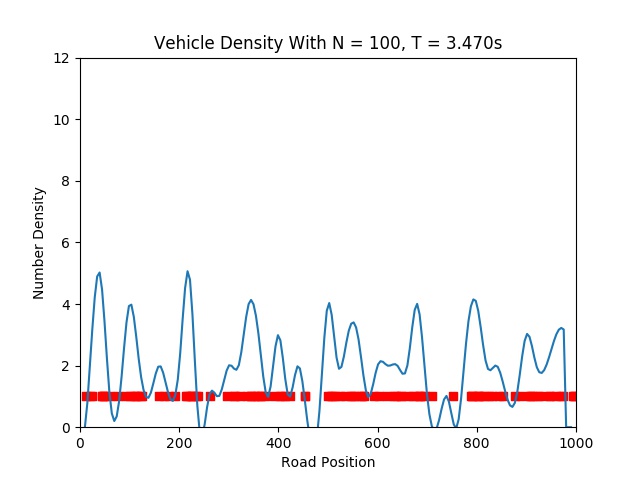 Vehicle Density With N = 100, T = 3.470s
12
10
8
6
4
2
0
Number Density
0 200 400 600 800 1000
Road Position